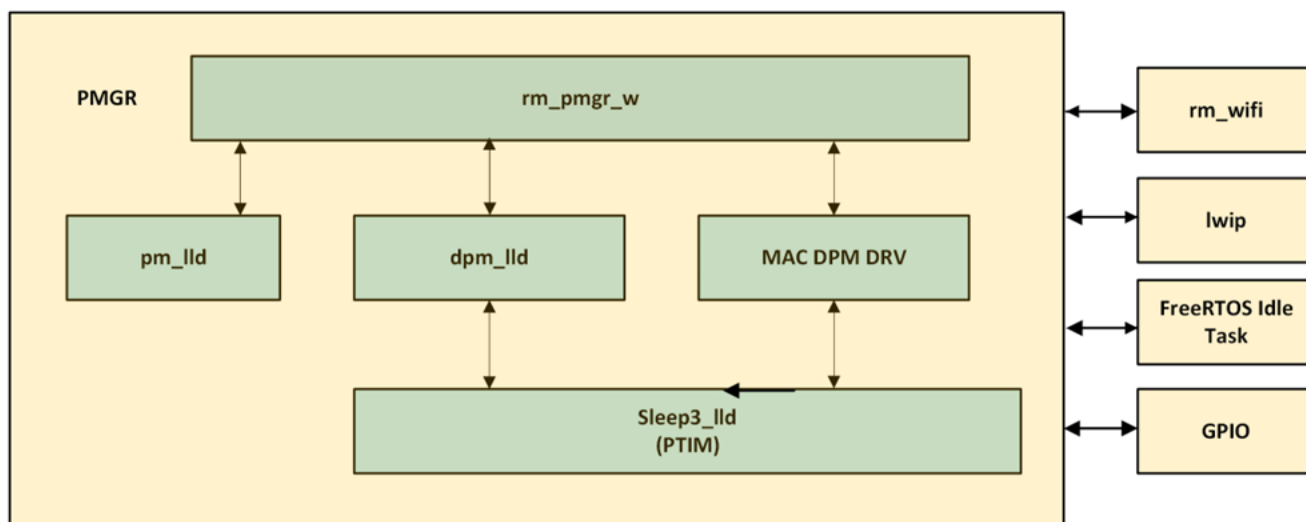 PMGR
rm_pmgr_w
rm_wifi
pm_lld
dpm_lld
MAC DPM DRV
lwip
FreeRTOS Idle
Task
Sleep3_lld
(PTIM)
GPIO